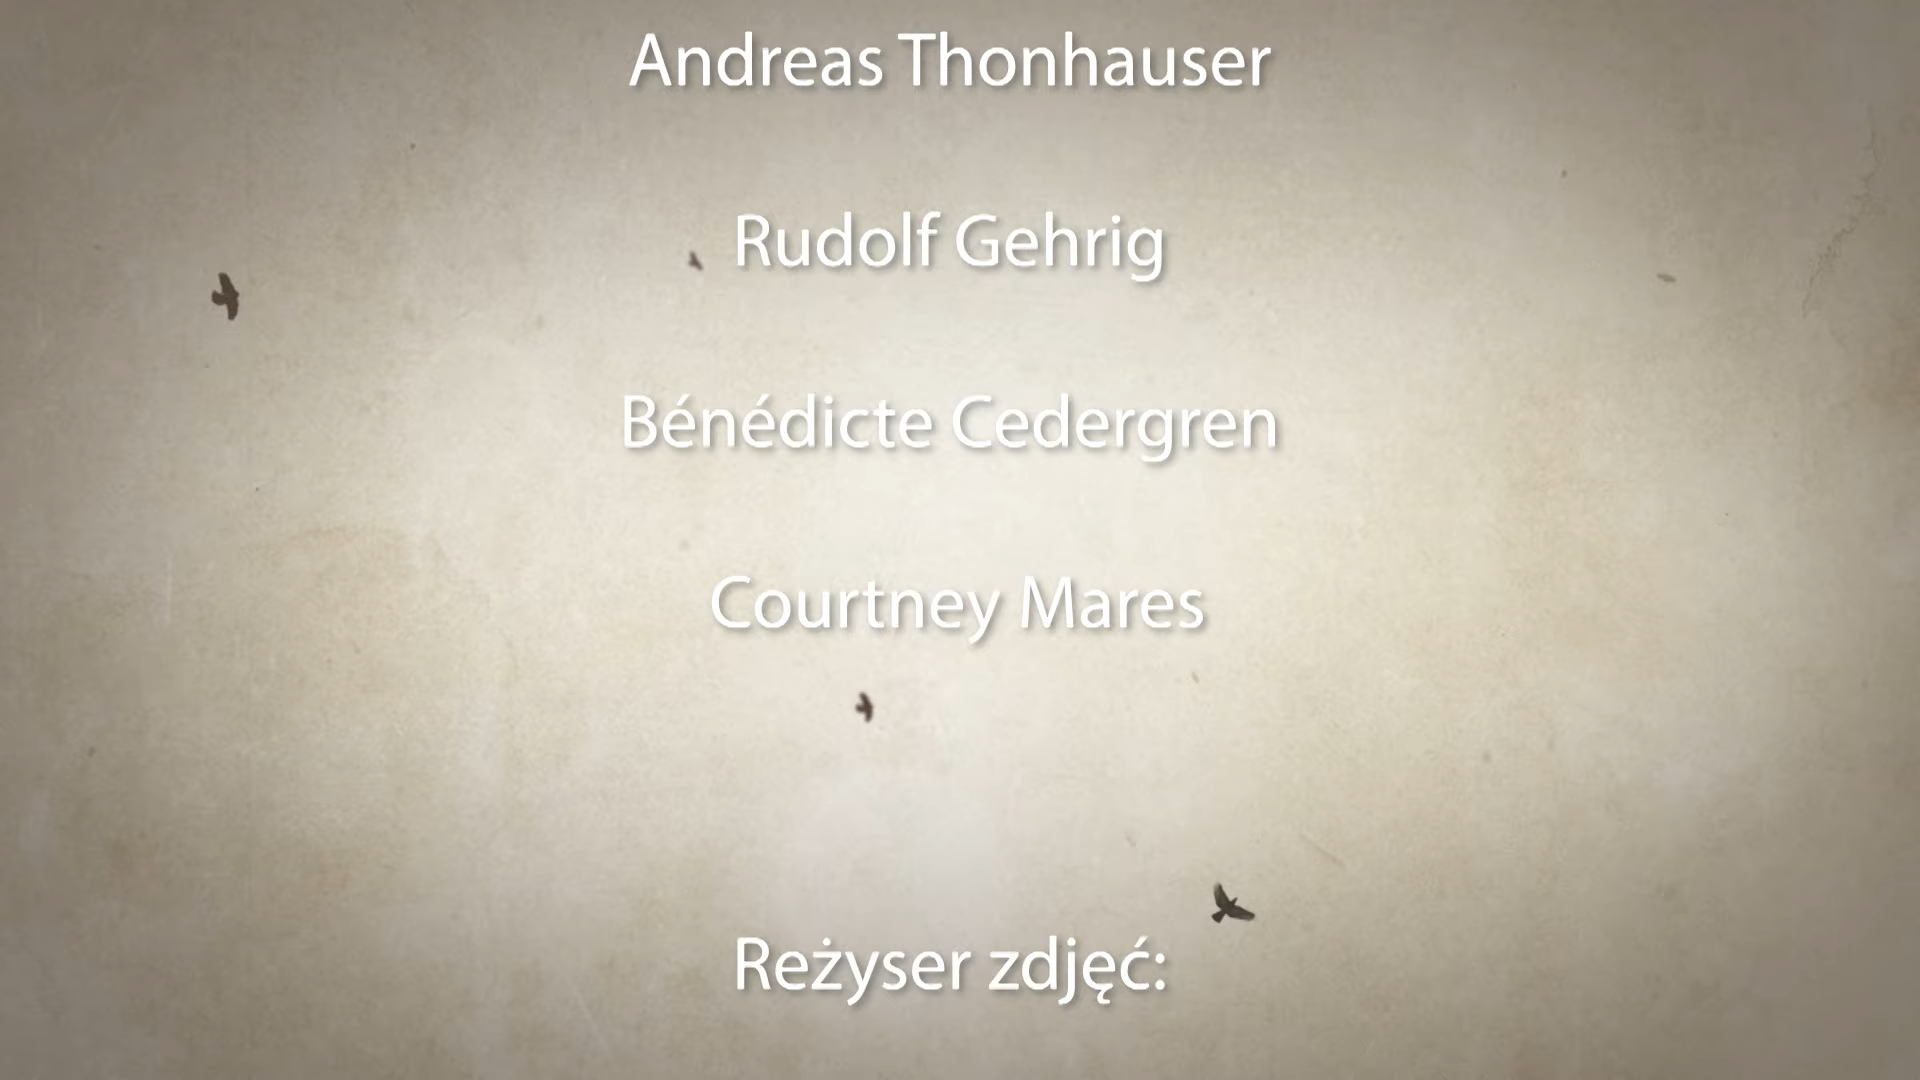 Andreas Thonhauser
Rudolf Gehrig
Bénédicte Cedergren
Courtney Mares
Reżyser zdjęć: